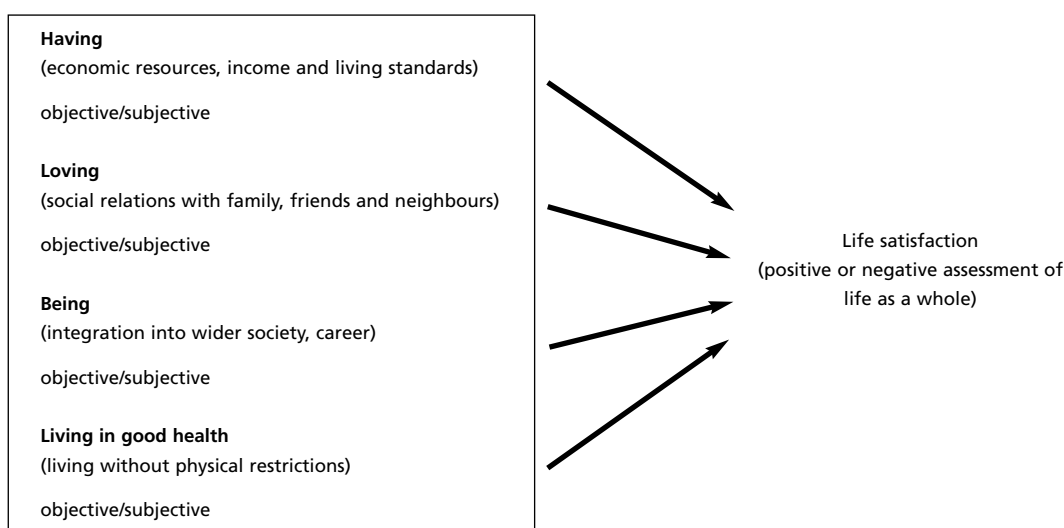 Having
(economic resources, income and living standards)
objective/subjective
Loving
(social relations with family, friends and neighbours)
objective/subjective
Being
(integration into wider society, career)
objective/subjective
Living in good health
(living without physical restrictions)
objective/subjective
Life satisfaction
(positive or negative assessment of
life as a whole)